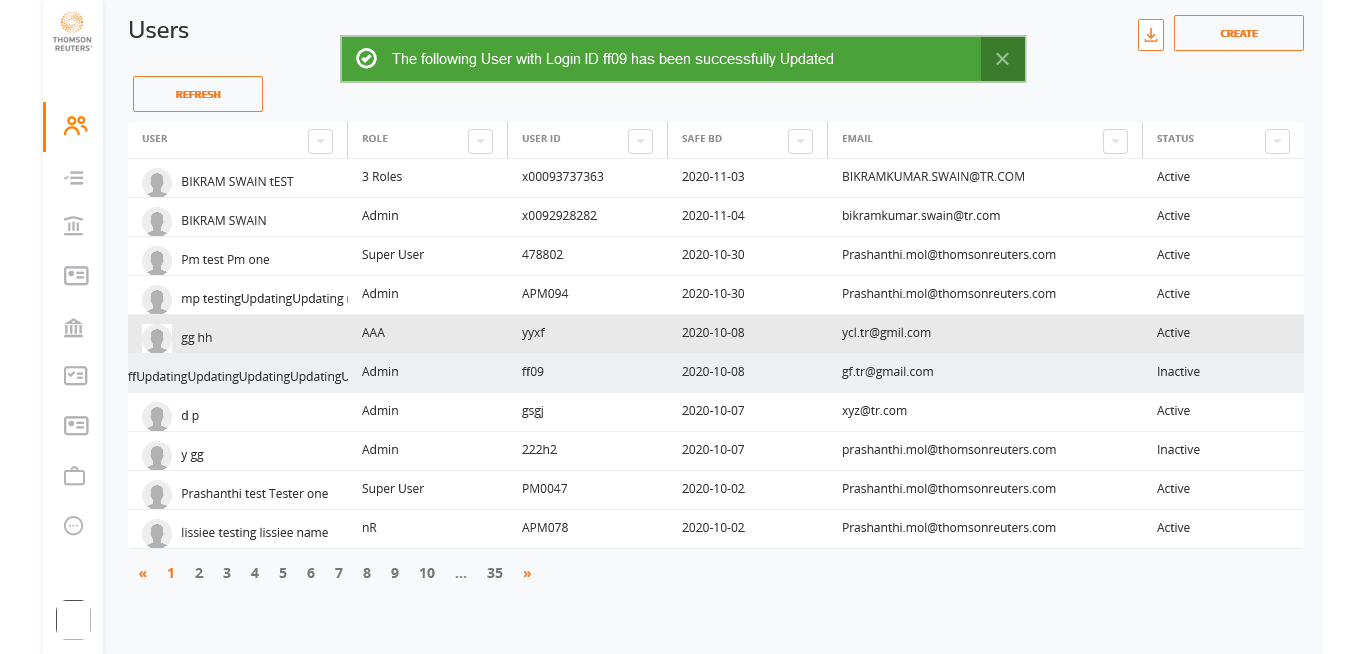 THOMSON
REUTERS
Users
CREATE
The following User with Login ID ff09 has been successfully Updated
REFRESH
USER ROLE USER ID SAFE BD EMAIL STATUS
BIKRAM SWAIN tEST 3 Roles x00093737363 2020-11-03 BIKRAMKUMAR.SWAIN@TR.COM Active
BIKRAM SWAIN Admin x0092928282 2020-11-04 bikramkumar.swain@tr.com Active
Pm test Pm one Super User 478802 2020-10-30 Prashanthi.mol@thomsonreuters.com Active
mp testingUpdatingUpdating Admin APM094 2020-10-30 Prashanthi.mol@thomsonreuters.com Active
gg hh AAA yyxf 2020-10-08 ycl.tr@gmil.com Active
ffUpdatingUpdatingUpdatingUpdatingU Admin ff09 2020-10-08 gf.tr@gmail.com Inactive
d p Admin gsgj 2020-10-07 xyz@tr.com Active
y gg Admin 222h2 2020-10-07 prashanthi.mol@thomsonreuters.com Inactive
Prashanthi test Tester one Super User PM0047 2020-10-02 Prashanthi.mol@thomsonreuters.com Active
lissiee testing lissiee name nR APM078 2020-10-02 Prashanthi.mol@thomsonreuters.com Active
« 1 2 3 4 5 6 7 8 9 10 ... 35 »